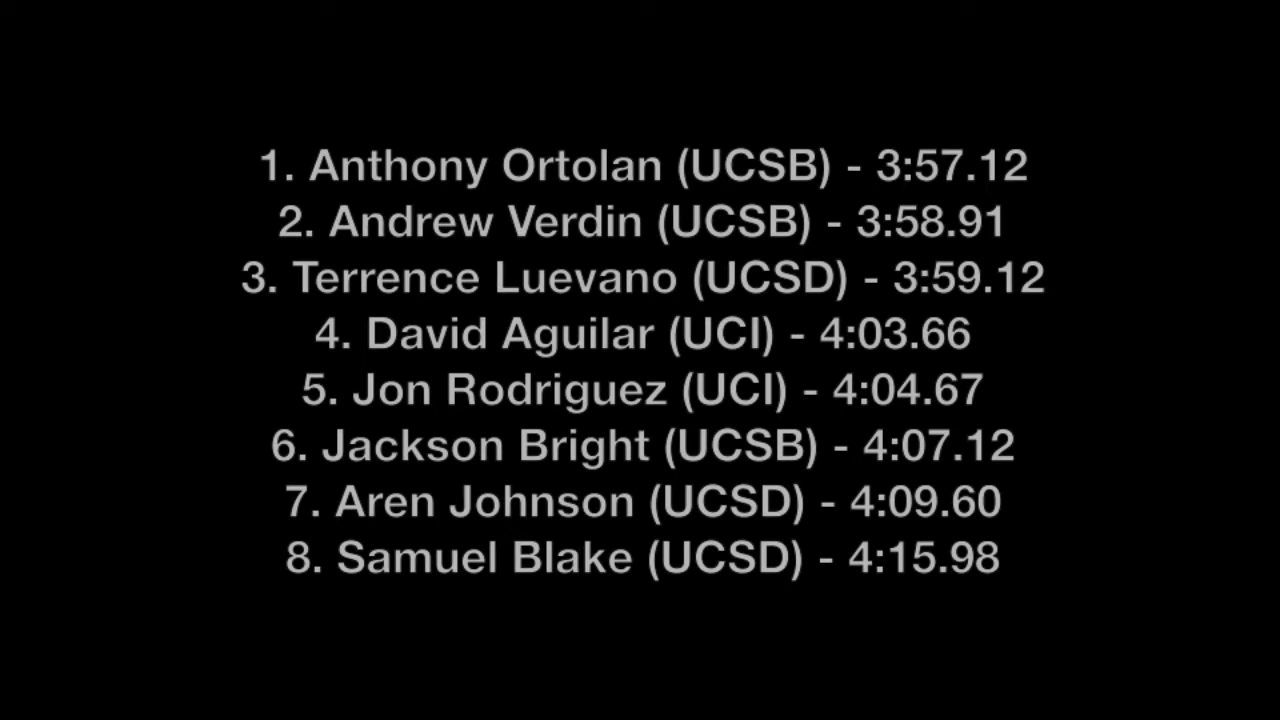 1. Anthony Ortolan (UCSB) - 3:57.12
2. Andrew Verdin (UCSB) - 3:58.91
3. Terrence Luevano (UCSD) - 3:59.12
4. David Aguilar (UCI) - 4:03.66
5. Jon Rodriguez (UCI) - 4:04.67
6. Jackson Bright (UCSB) - 4:07.12
7. Aren Johnson (UCSD) - 4:09.60
8. Samuel Blake (UCSD) - 4:15.98